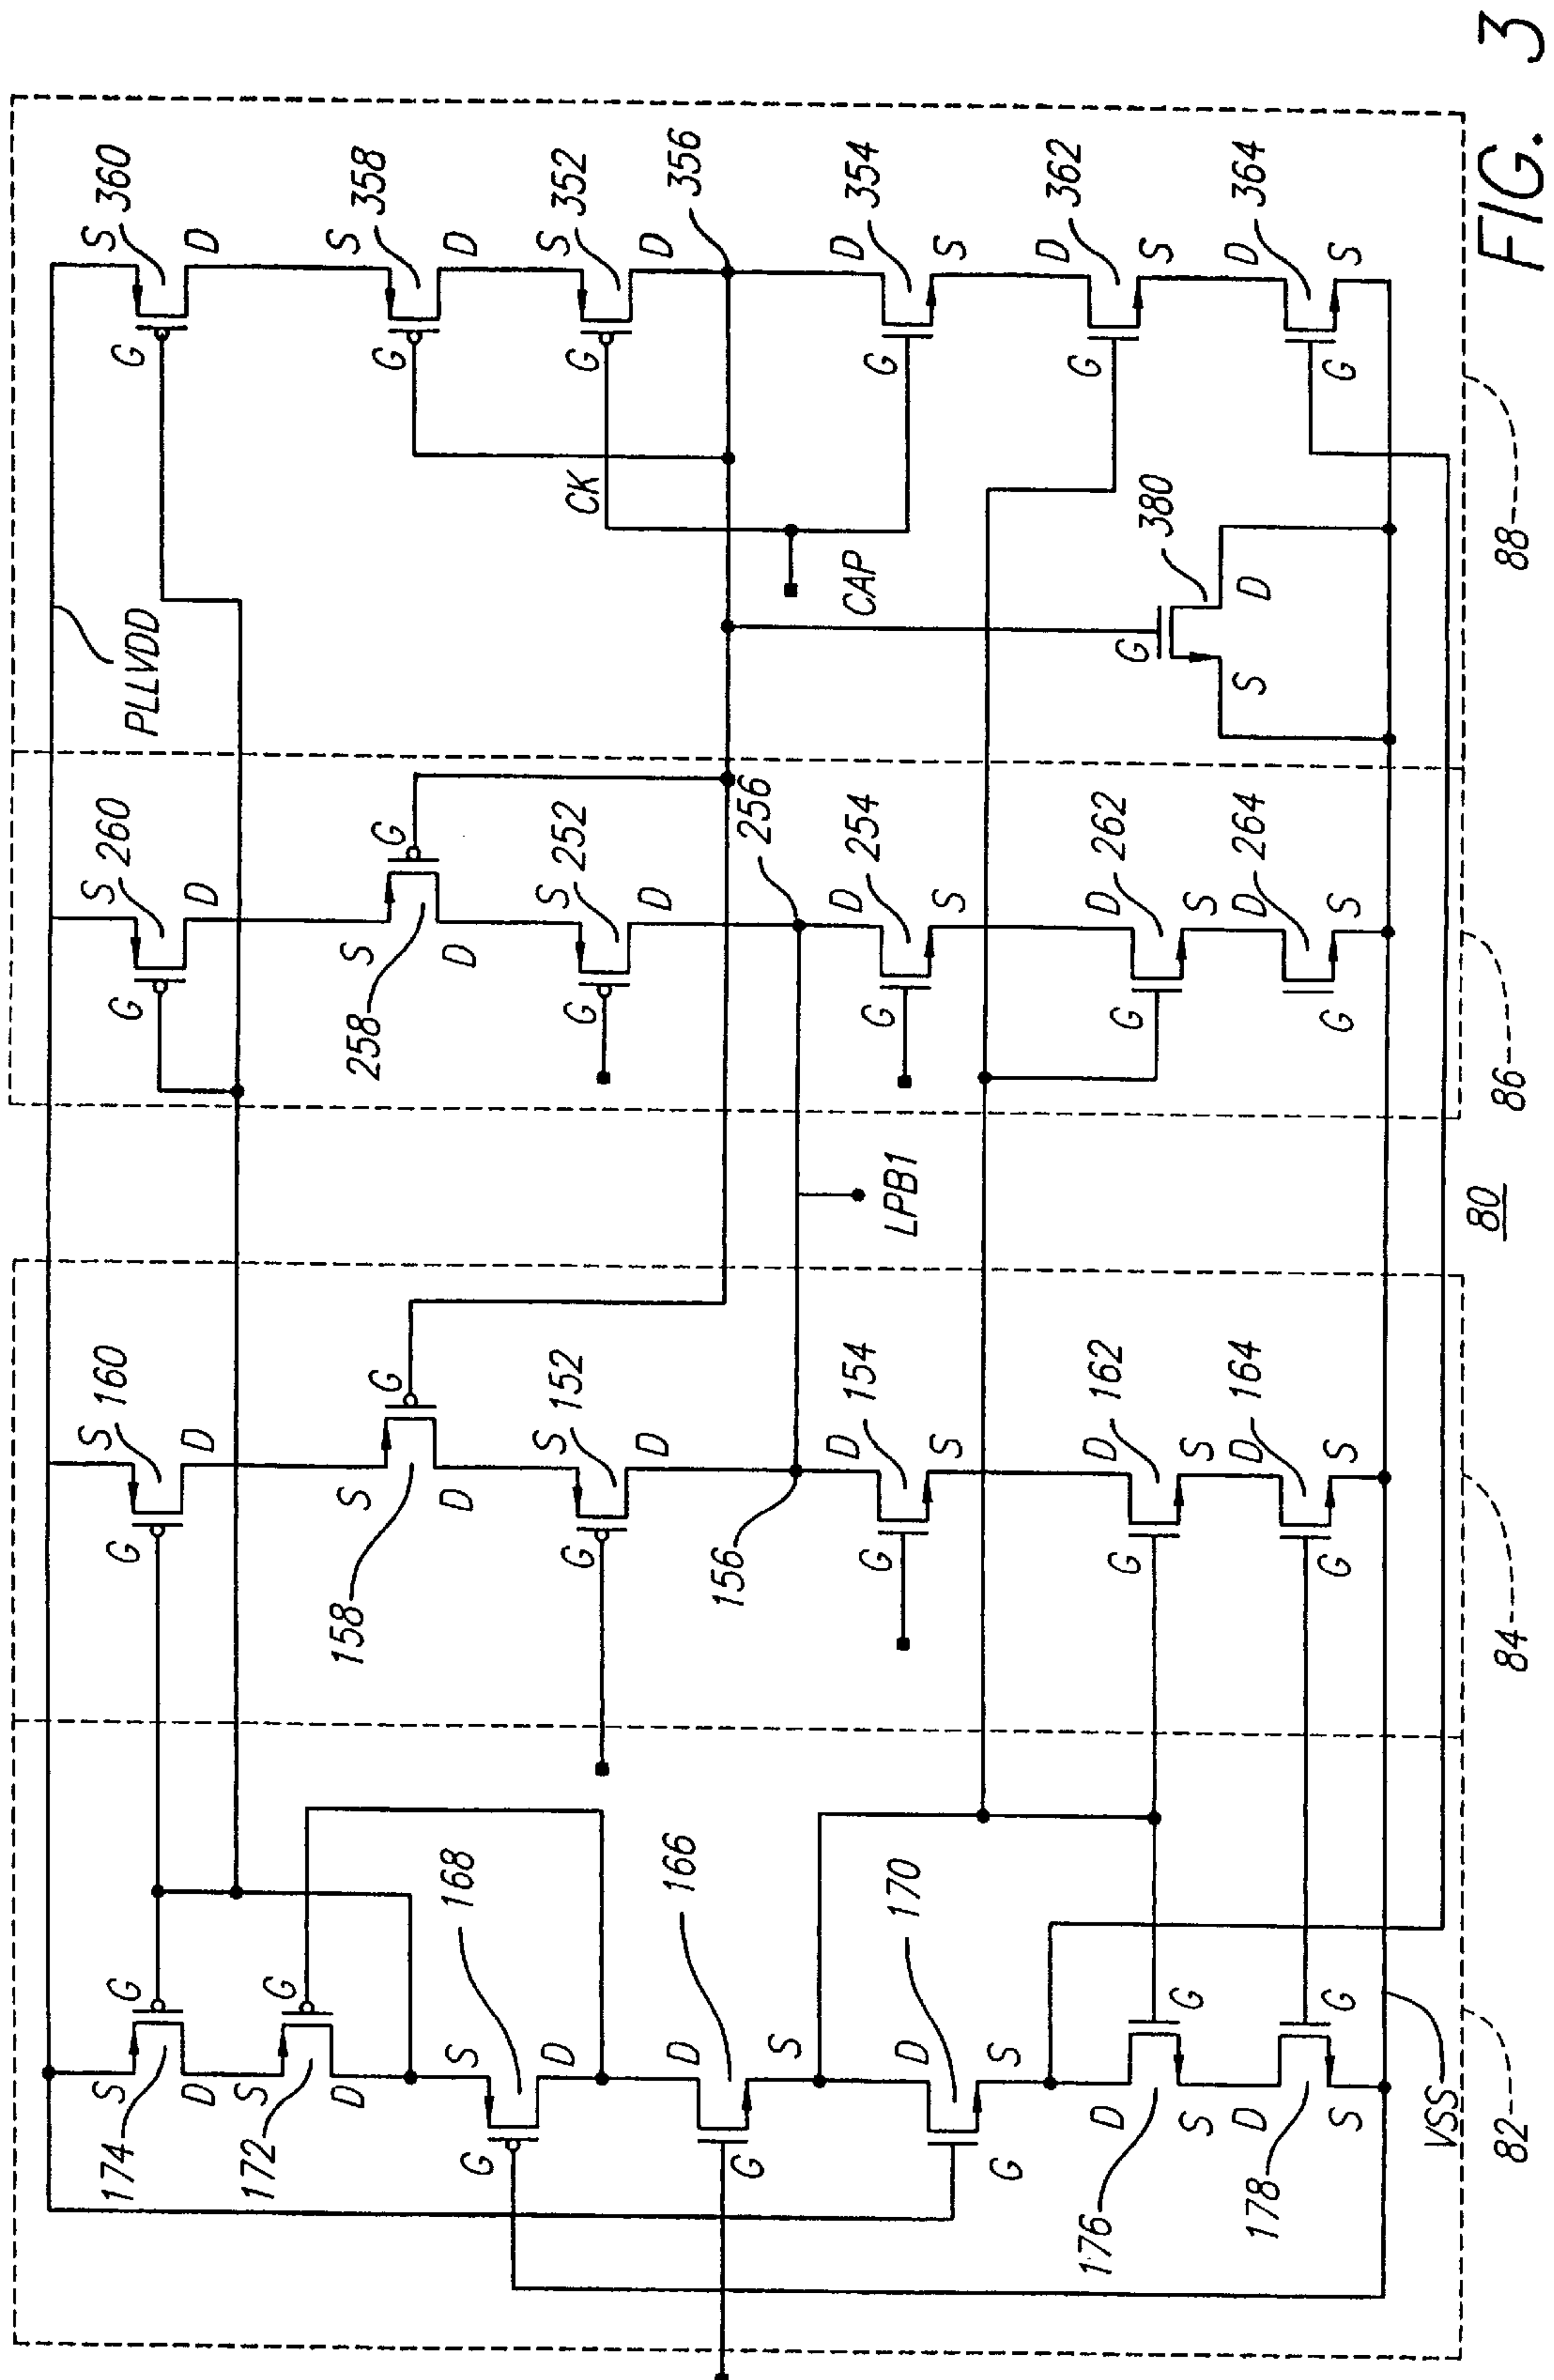 PLLVDD
S 360
G
D
S 358
G
D
S 352
G
D
CK
356
CAP
D 354
G
S
D 362
G
S
D 364
G
S
380
G
D
S
88
S 260
G
D
G
S
258
D
S 252
G
D
256
D 254
G
S
D 262
G
S
D 264
G
S
86
LPB1
80
S 160
G
D
G
S
158
D
S 152
G
D
156
D 154
G
S
D 162
G
S
D 164
G
S
84
G
S
174
D
G
S
172
D
S 168
G
D
D 166
G
S
D 170
G
S
D
G
176
S
D
G
178
S
VSS
82
FIG. 3